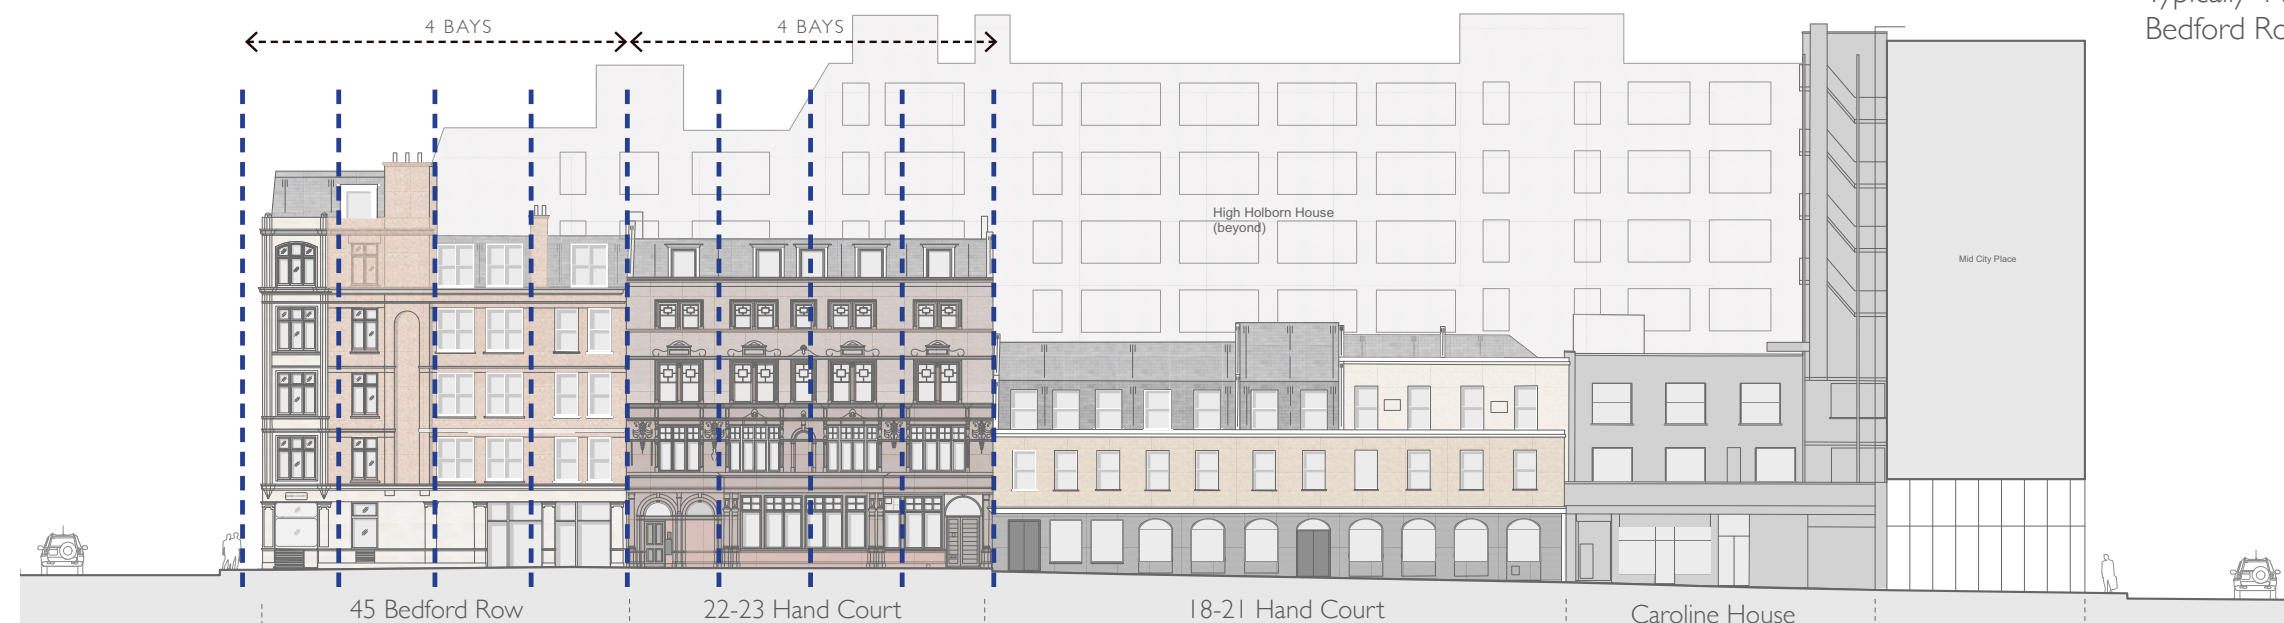 4 BAYS
4 BAYS
Bedford Ro
High Holborn House
(beyond)
Mid City Place
45 Bedford Row
22-23 Hand Court
18-21 Hand Court
Caroline House